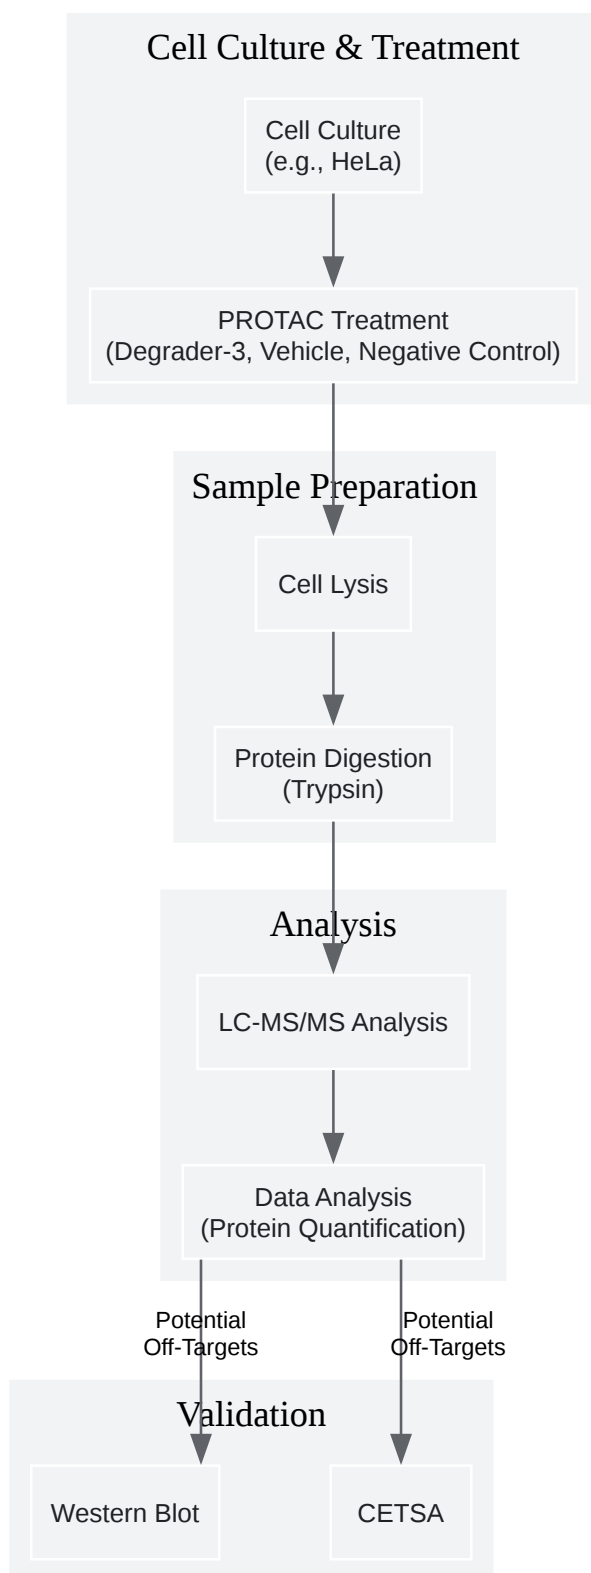 Cell Culture & Treatment
Cell Culture
(e.g., HeLa)
PROTAC Treatment
(Degrader-3, Vehicle, Negative Control)
Sample Preparation
Cell Lysis
Protein Digestion
(Trypsin)
Analysis
LC-MS/MS Analysis
Data Analysis
(Protein Quantification)
Potential
Off-Targets
Potential
Off-Targets
Validation
Western Blot
CETSA